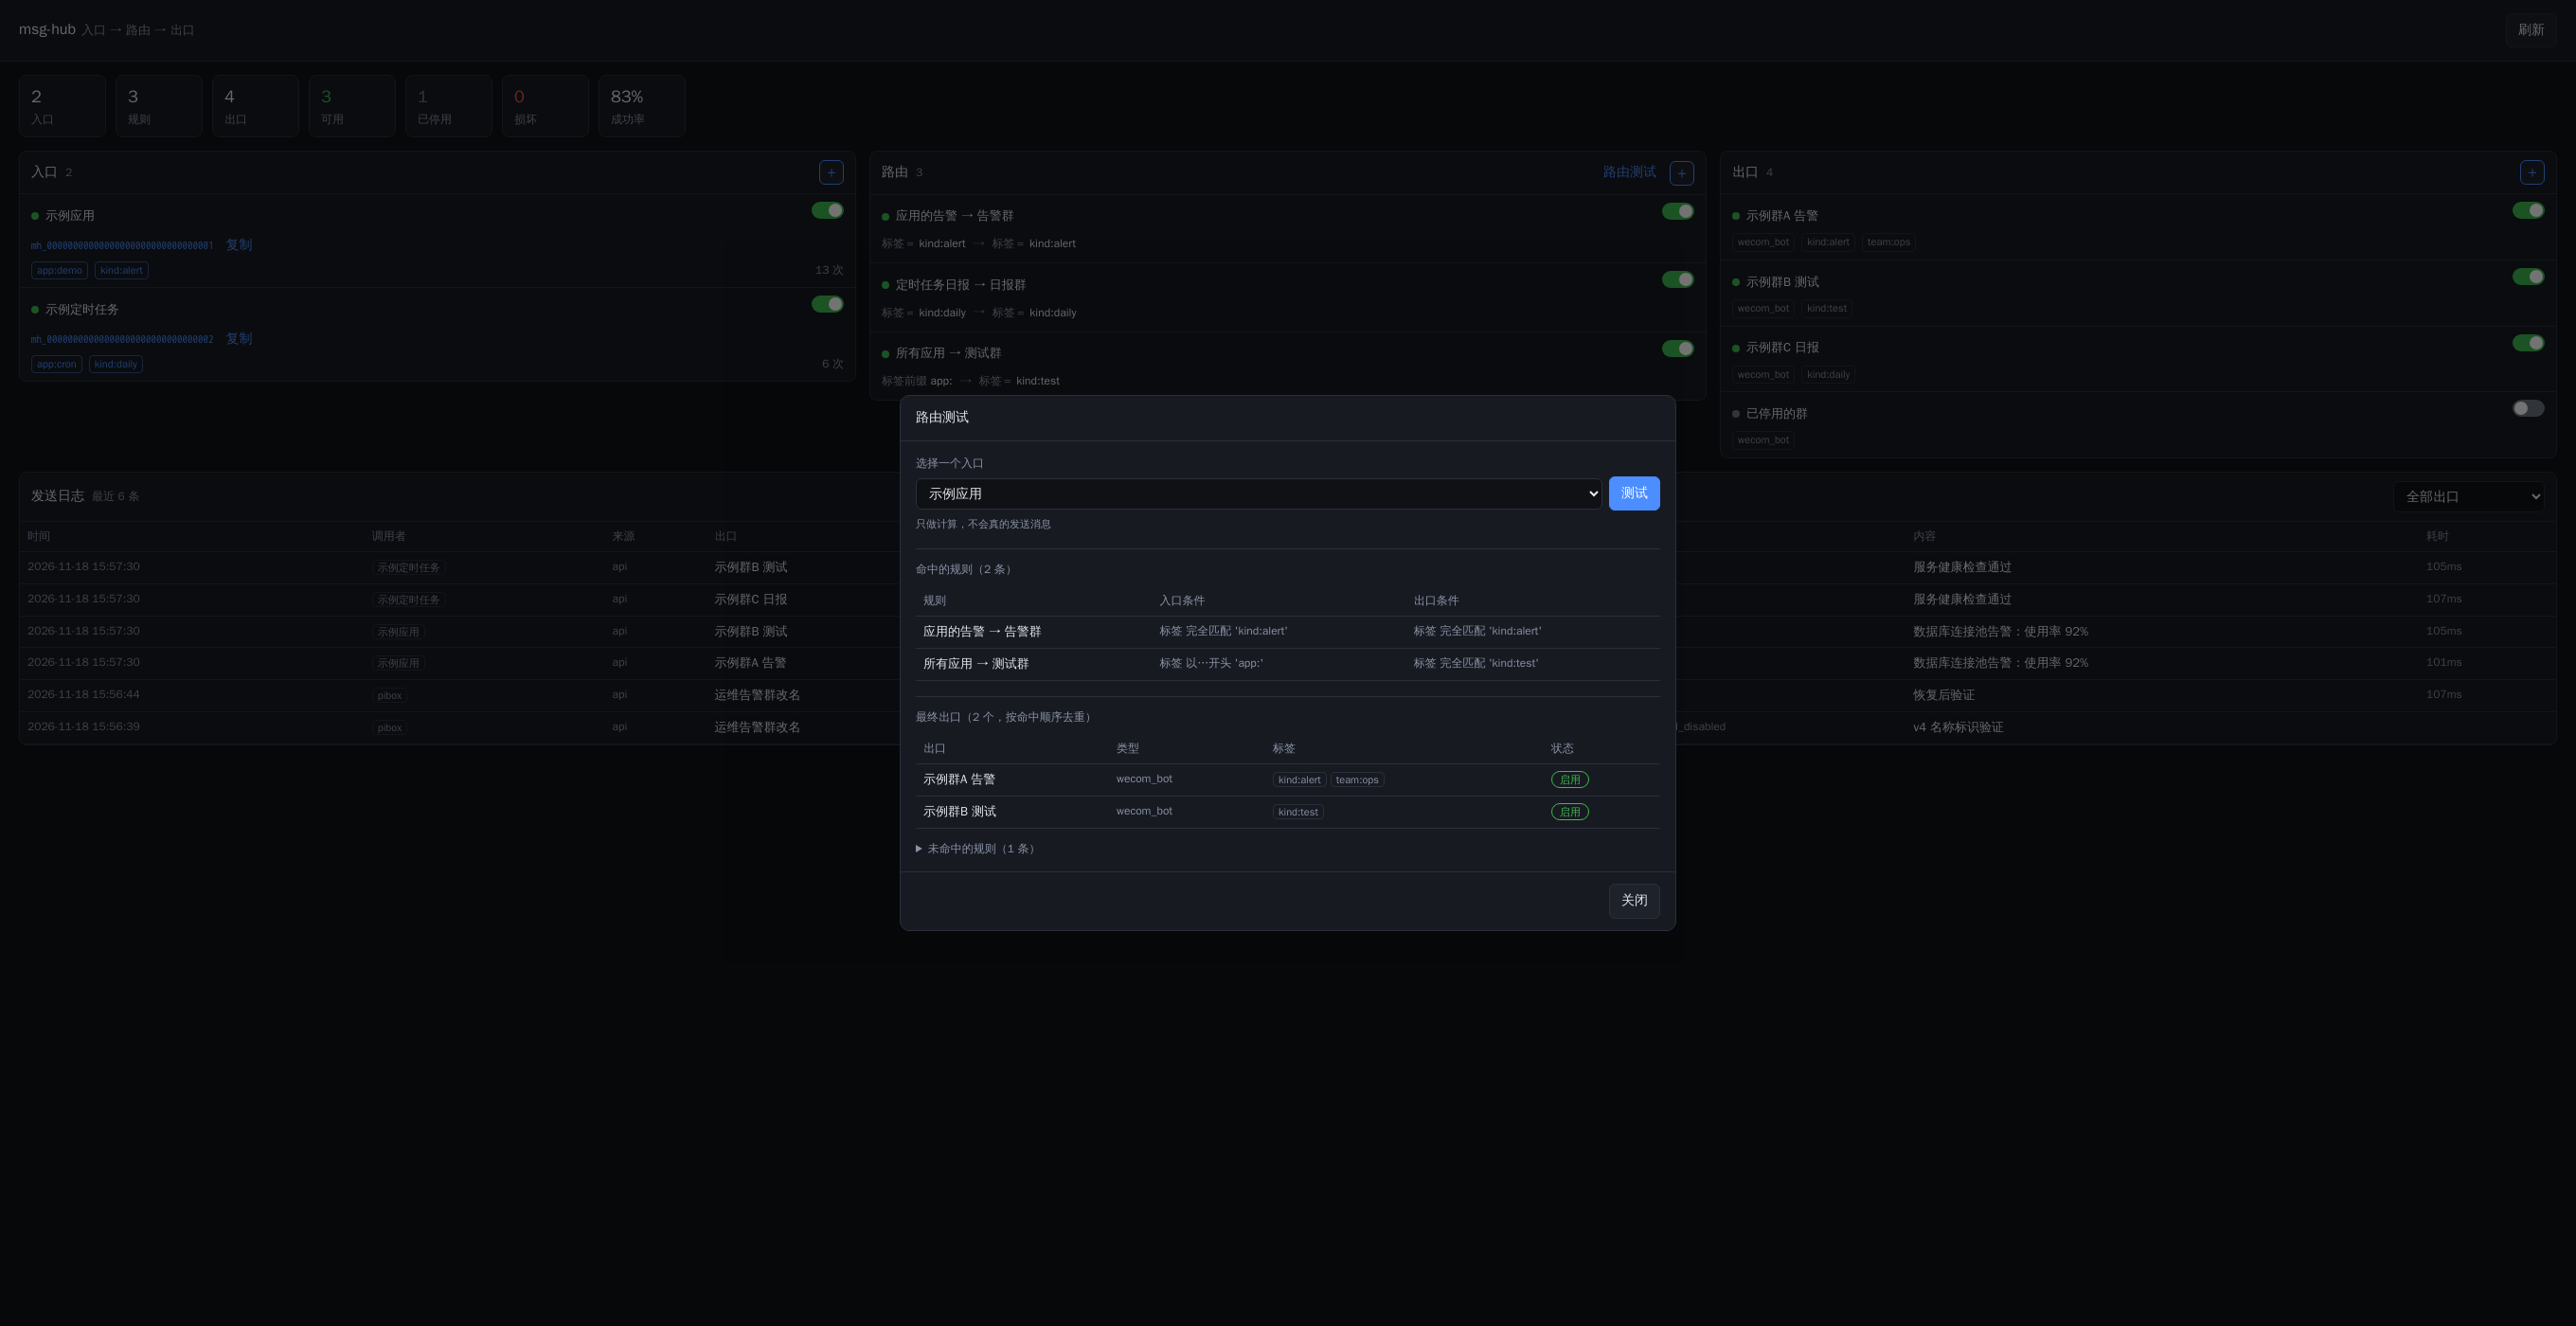 msg-hub 入口 → 路由 → 出口 刷新
2 3 4 3 1 0 83%
入口 规则 出口 可用 已停用 损坏 成功率
入口 2 +
示例应用
mh_00000000000000000000000000000001 复制
app:demo kind:alert 13 次
示例定时任务
mh_00000000000000000000000000000002 复制
app:cron kind:daily 6 次
路由 3 路由测试 +
应用的告警 → 告警群
标签 = kind:alert → 标签 = kind:alert
定时任务日报 → 日报群
标签 = kind:daily → 标签 = kind:daily
所有应用 → 测试群
标签前缀 app: → 标签 = kind:test
出口 4 +
示例群A 告警
wecom_bot kind:alert team:ops
示例群B 测试
wecom_bot kind:test
示例群C 日报
wecom_bot kind:daily
已停用的群
wecom_bot
发送日志 最近 6 条 全部出口
时间 调用者 来源 出口 内容 耗时
2026-11-18 15:57:30 示例定时任务 api 示例群B 测试 服务健康检查通过 105ms
2026-11-18 15:57:30 示例定时任务 api 示例群C 日报 服务健康检查通过 107ms
2026-11-18 15:57:30 示例应用 api 示例群B 测试 数据库连接池告警：使用率 92% 105ms
2026-11-18 15:57:30 示例应用 api 示例群A 告警 数据库连接池告警：使用率 92% 101ms
2026-11-18 15:56:44 pibox api 运维告警群改名 恢复后验证 107ms
2026-11-18 15:56:39 pibox api 运维告警群改名 _disabled v4 名称标识验证
路由测试
选择一个入口
示例应用 测试
只做计算，不会真的发送消息
命中的规则（2 条）
规则 入口条件 出口条件
应用的告警 → 告警群 标签 完全匹配 'kind:alert' 标签 完全匹配 'kind:alert'
所有应用 → 测试群 标签 以…开头 'app:' 标签 完全匹配 'kind:test'
最终出口（2 个，按命中顺序去重）
出口 类型 标签 状态
示例群A 告警 wecom_bot kind:alert team:ops 启用
示例群B 测试 wecom_bot kind:test 启用
▶ 未命中的规则（1 条）
关闭